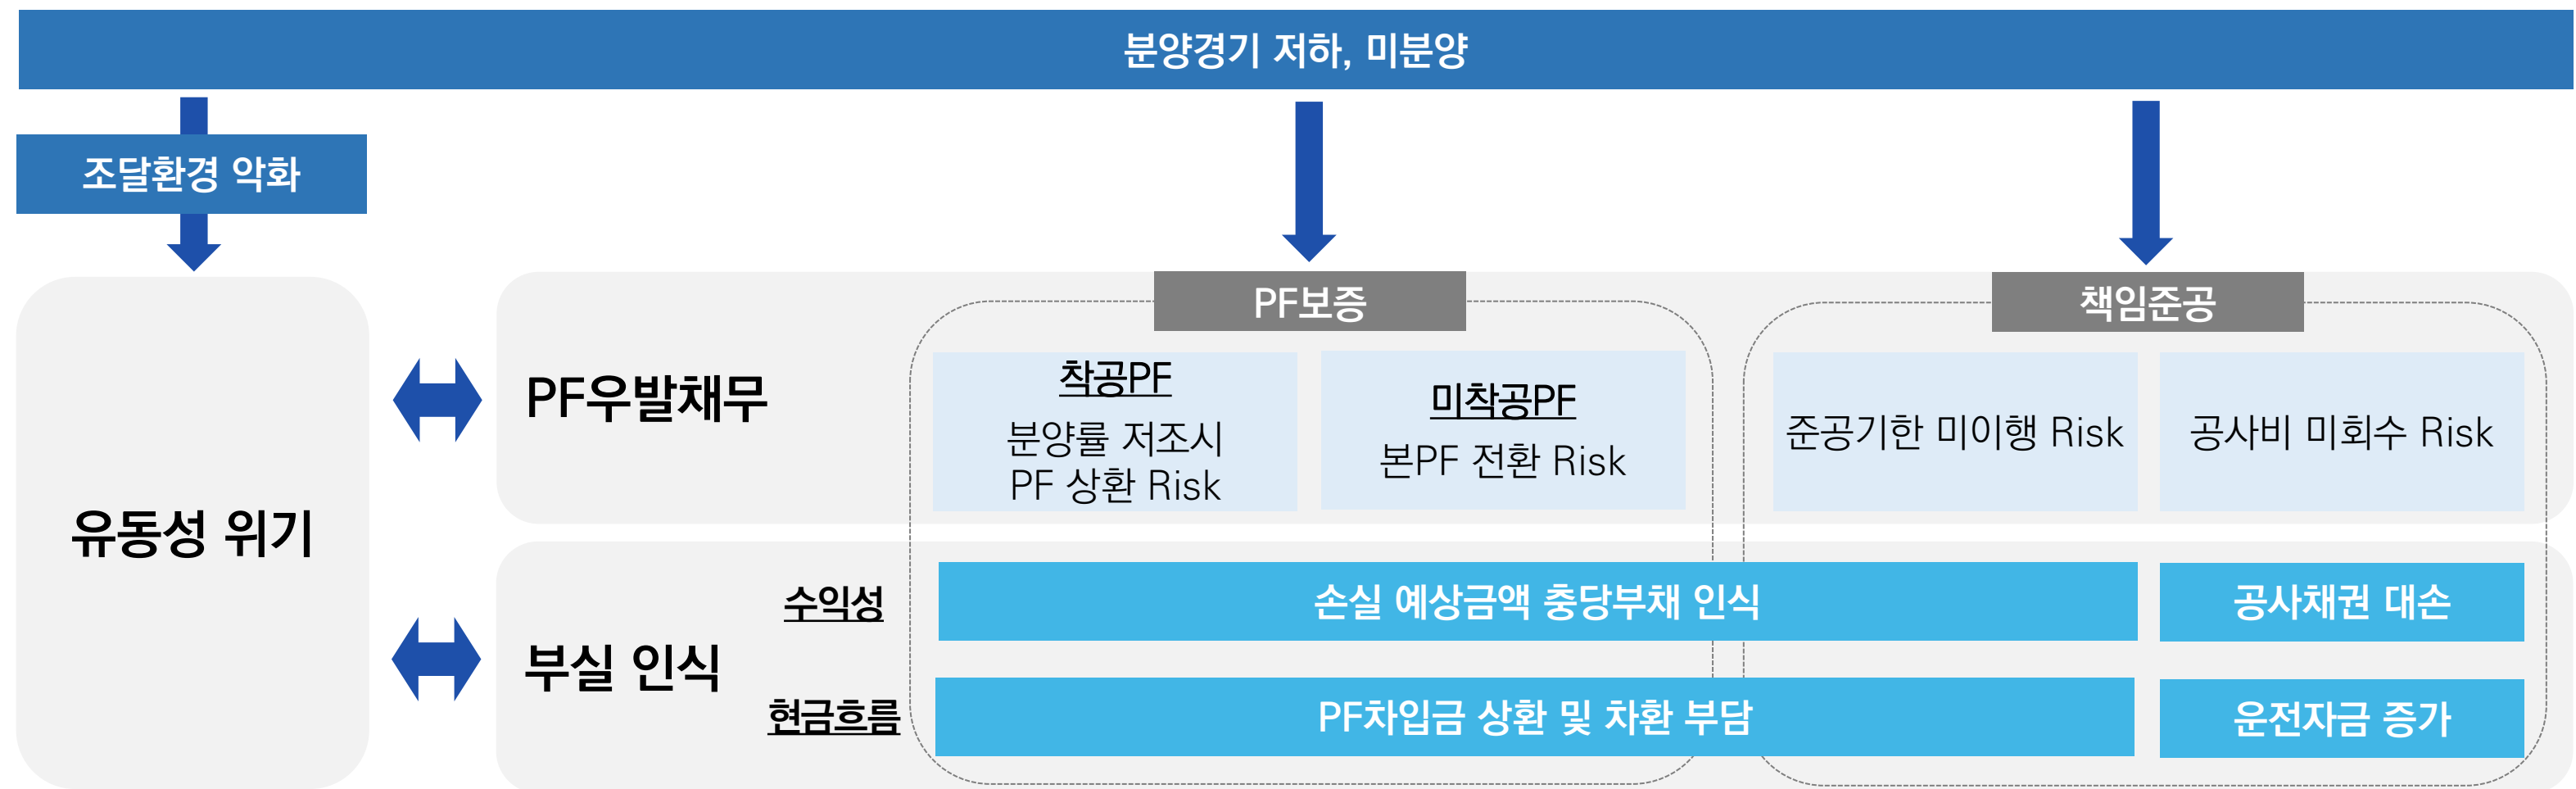 분양경기 저하, 미분양
조달환경 악화
유동성 위기
PF보증
책임준공
PF우발채무
착공PF
분양률 저조시
PF 상환 Risk
미착공PF
본PF 전환 Risk
준공기한 미이행 Risk
공사비 미회수 Risk
부실 인식
수익성
손실 예상금액 충당부채 인식
공사채권 대손
현금흐름
PF차입금 상환 및 차환 부담
운전자금 증가